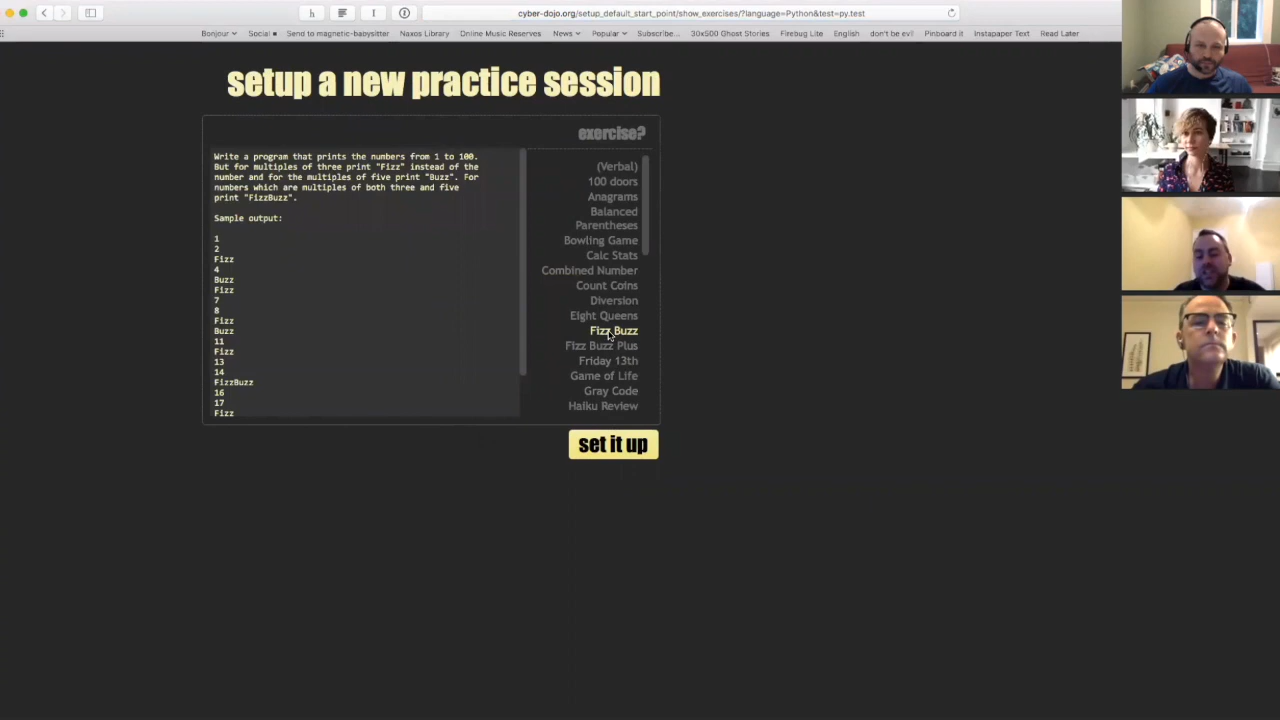 cyber-dojo.org/setup_default_start_point/show_exercises/?language=Python&test=py.test
Bonjour Social Send to magnetic-babysitter Naxos Library Online Music Reserves News Popular Subscribe... 30x500 Ghost Stories Firebug Lite English don't be evil Pinboard it Instapaper Text Read Later
setup a new practice session
exercise?
Write a program that prints the numbers from 1 to 100.
But for multiples of three print "Fizz" instead of the
number and for the multiples of five print "Buzz". For
numbers which are multiples of both three and five
print "FizzBuzz".
Sample output:
1
2
Fizz
4
Buzz
Fizz
7
8
Fizz
Buzz
11
Fizz
13
14
FizzBuzz
16
17
Fizz
(Verbal)
100 doors
Anagrams
Balanced
Parentheses
Bowling Game
Calc Stats
Combined Number
Count Coins
Diversion
Eight Queens
Fizz Buzz
Fizz Buzz Plus
Friday 13th
Game of Life
Gray Code
Haiku Review
set it up